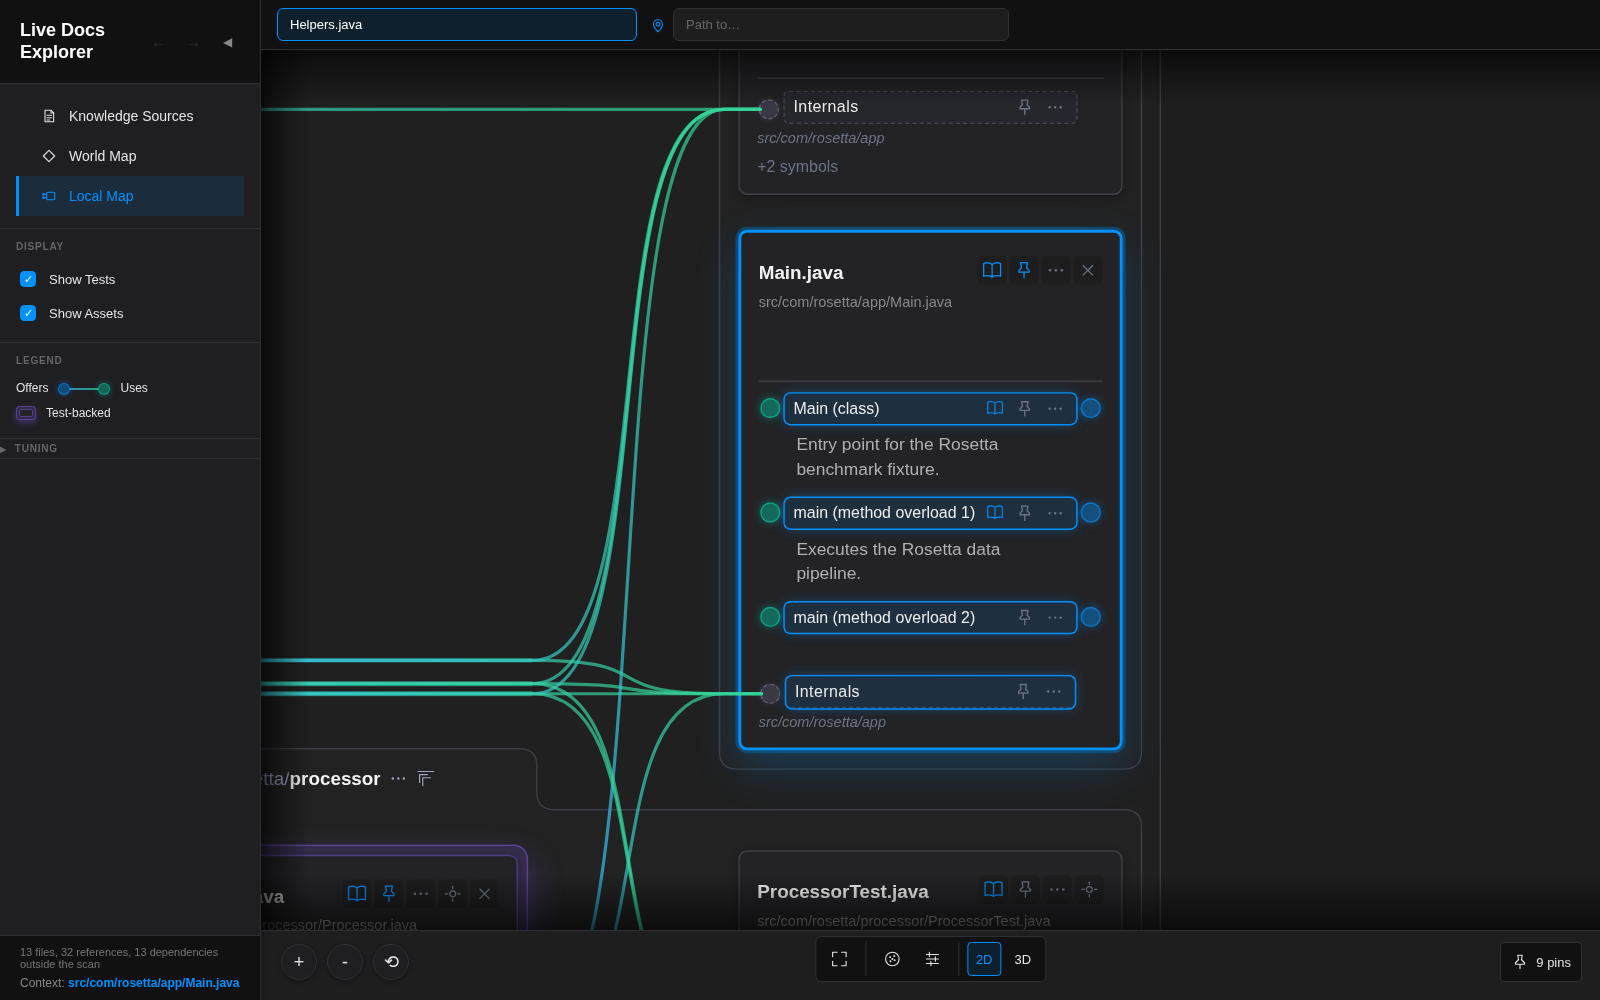 Live Docs
Explorer
Helpers.java
Path to…
Knowledge Sources
World Map
Local Map
DISPLAY
Show Tests
Show Assets
LEGEND
Offers
Uses
Test-backed
TUNING
Internals
src/com/rosetta/app
+2 symbols
Main.java
src/com/rosetta/app/Main.java
Main (class)
Entry point for the Rosetta
benchmark fixture.
main (method overload 1)
Executes the Rosetta data
pipeline.
main (method overload 2)
Internals
src/com/rosetta/app
etta/processor
ava
rocessor/Processor.java
ProcessorTest.java
src/com/rosetta/processor/ProcessorTest.java
13 files, 32 references, 13 dependencies
outside the scan
Context: src/com/rosetta/app/Main.java
+
-
2D
3D
9 pins